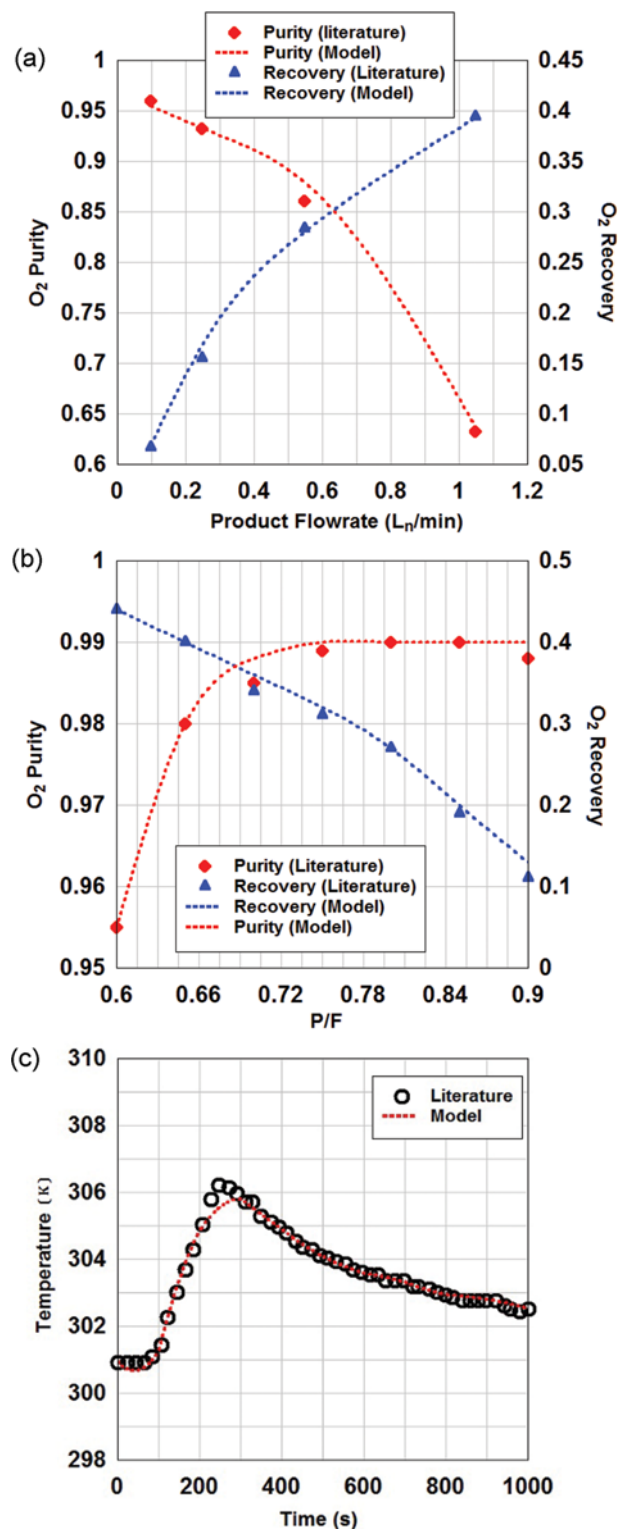 (a)
Purity (literature)
Purity (Model)
Recovery (Literature)
Recovery (Model)
1
0.95
0.9
0.85
0.8
0.75
0.7
0.65
0.6
O2 Purity
0.45
0.4
0.3
0.2
0.1
0.05
O2 Recovery
0 0.2 0.4 0.6 0.8 1 1.2
Product Flowrate (Ln/min)
(b)
1
0.99
0.98
0.97
0.96
0.95
O2 Purity
0.5
0.4
0.3
0.2
0.1
0
O2 Recovery
Purity (Literature)
Recovery (Literature)
Recovery (Model)
Purity (Model)
0.6 0.66 0.72 0.78 0.84 0.9
P/F
(c)
310
308
306
304
302
300
298
Temperature (K)
Literature
Model
0 200 400 600 800 1000
Time (s)